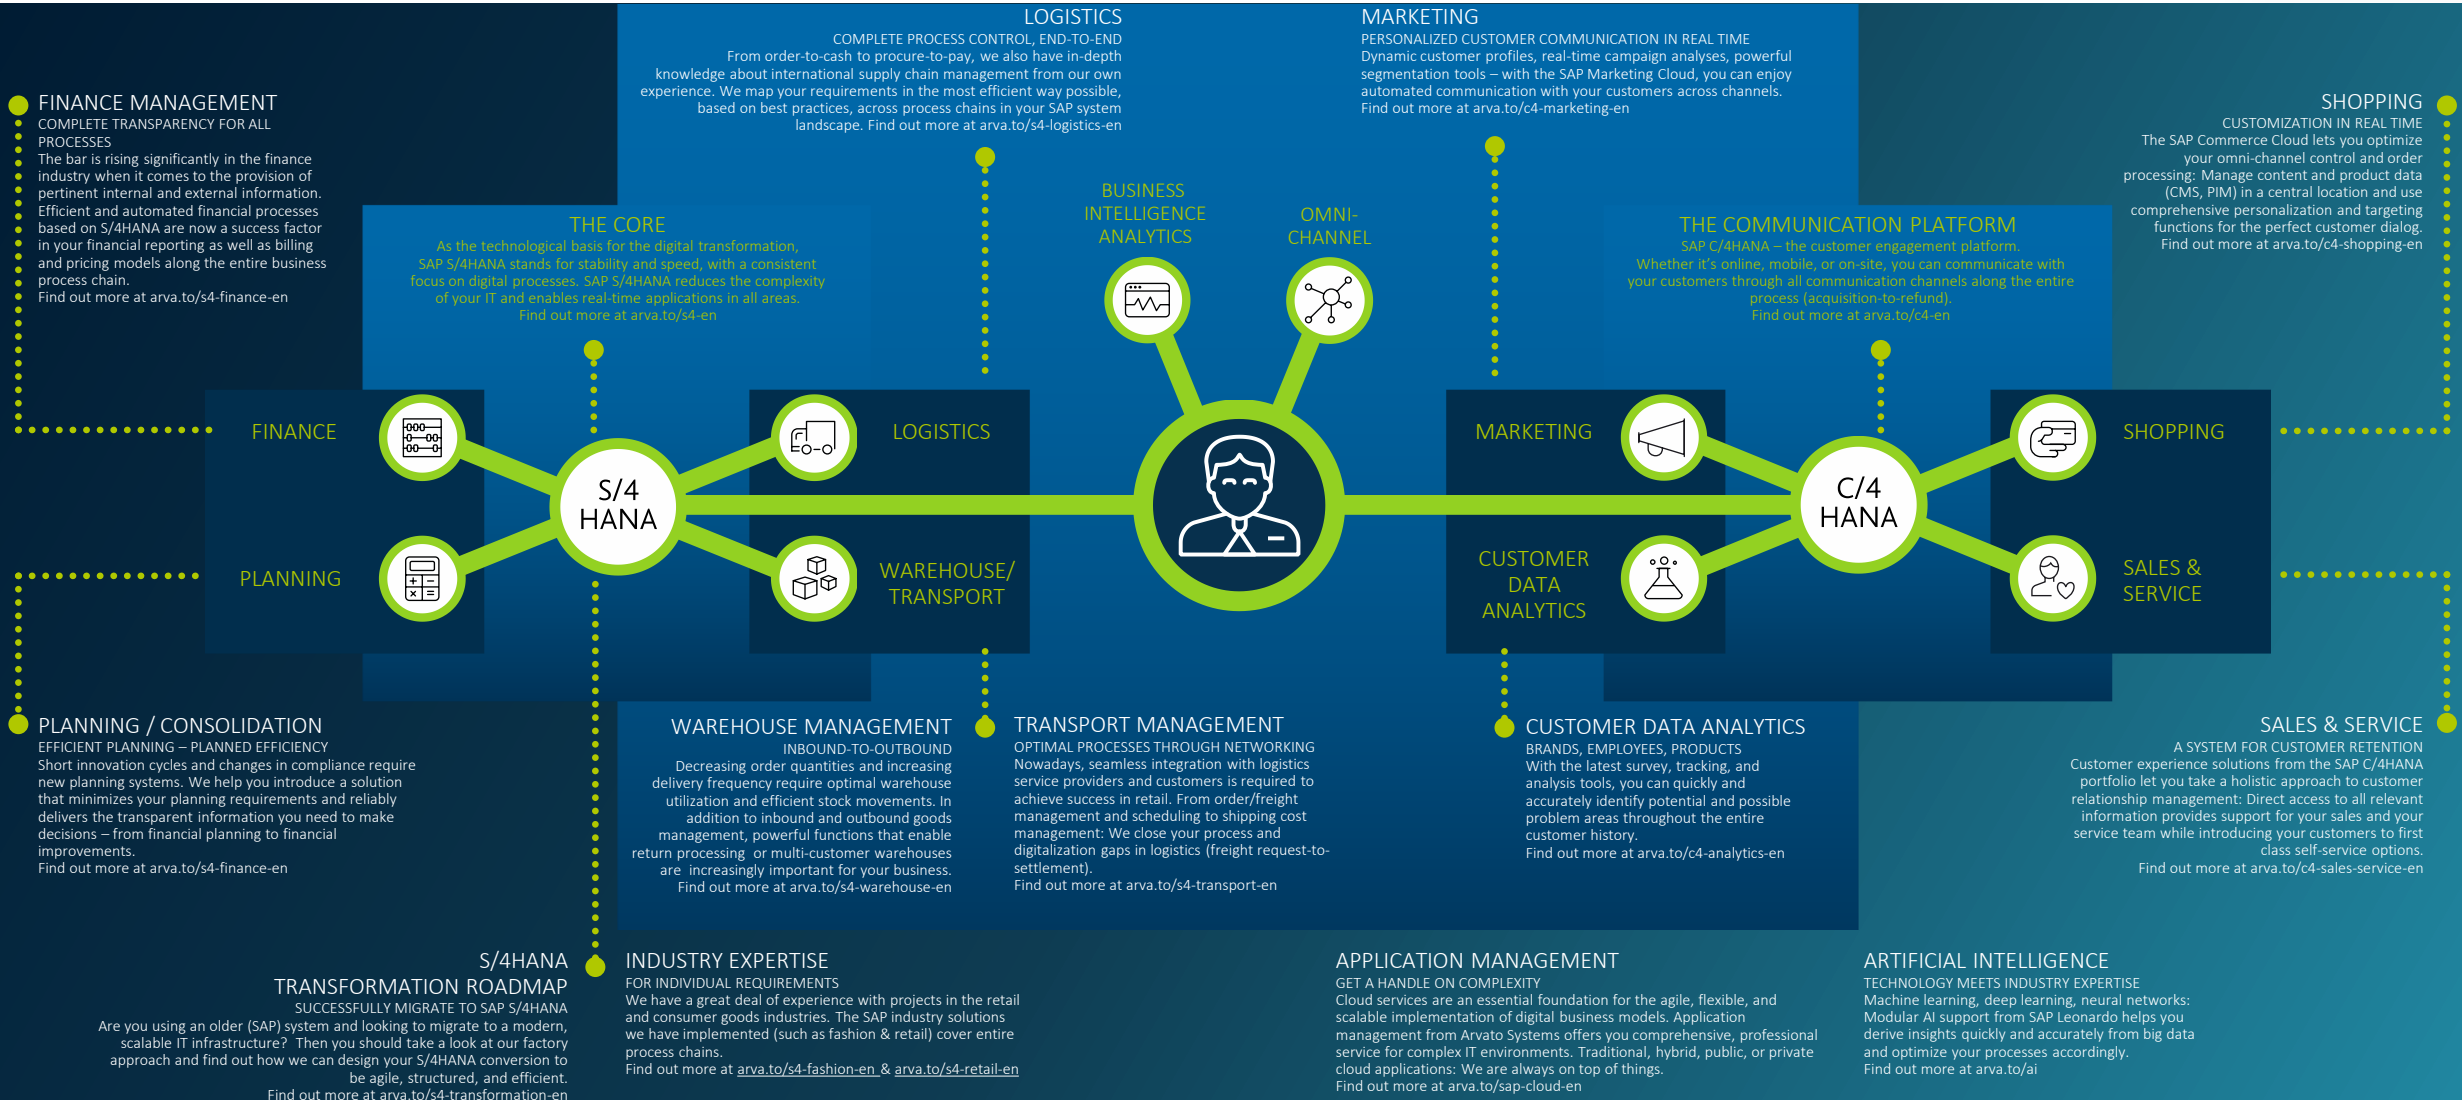 LOGISTICS
COMPLETE PROCESS CONTROL, END-TO-END
From order-to-cash to procure-to-pay, we also have in-depth
knowledge about international supply chain management from our own
experience. We map your requirements in the most efficient way possible,
based on best practices, across process chains in your SAP system
landscape. Find out more at arva.to/s4-logistics-en
MARKETING
PERSONALIZED CUSTOMER COMMUNICATION IN REAL TIME
Dynamic customer profiles, real-time campaign analyses, powerful
segmentation tools – with the SAP Marketing Cloud, you can enjoy
automated communication with your customers across channels.
Find out more at arva.to/c4-marketing-en
FINANCE MANAGEMENT
COMPLETE TRANSPARENCY FOR ALL
PROCESSES
The bar is rising significantly in the finance
industry when it comes to the provision of
pertinent internal and external information.
Efficient and automated financial processes
based on S/4HANA are now a success factor
in your financial reporting as well as billing
and pricing models along the entire business
process chain.
Find out more at arva.to/s4-finance-en
SHOPPING
CUSTOMIZATION IN REAL TIME
The SAP Commerce Cloud lets you optimize
your omni-channel control and order
processing: Manage content and product data
(CMS, PIM) in a central location and use
comprehensive personalization and targeting
functions for the perfect customer dialog.
Find out more at arva.to/c4-shopping-en
THE CORE
As the technological basis for the digital transformation,
SAP S/4HANA stands for stability and speed, with a consistent
focus on digital processes. SAP S/4HANA reduces the complexity
of your IT and enables real-time applications in all areas.
Find out more at arva.to/s4-en
BUSINESS
INTELLIGENCE
ANALYTICS
OMNI-
CHANNEL
THE COMMUNICATION PLATFORM
SAP C/4HANA – the customer engagement platform.
Whether it's online, mobile, or on-site, you can communicate with
your customers through all communication channels along the entire
process (acquisition-to-refund).
Find out more at arva.to/c4-en
FINANCE
LOGISTICS
MARKETING
SHOPPING
S/4
HANA
C/4
HANA
PLANNING
WAREHOUSE/
TRANSPORT
CUSTOMER
DATA
ANALYTICS
SALES &
SERVICE
PLANNING / CONSOLIDATION
EFFICIENT PLANNING – PLANNED EFFICIENCY
Short innovation cycles and changes in compliance require
new planning systems. We help you introduce a solution
that minimizes your planning requirements and reliably
delivers the transparent information you need to make
decisions – from financial planning to financial
improvements.
Find out more at arva.to/s4-finance-en
WAREHOUSE MANAGEMENT
INBOUND-TO-OUTBOUND
Decreasing order quantities and increasing
delivery frequency require optimal warehouse
utilization and efficient stock movements. In
addition to inbound and outbound goods
management, powerful functions that enable
return processing or multi-customer warehouses
are increasingly important for your business.
Find out more at arva.to/s4-warehouse-en
TRANSPORT MANAGEMENT
OPTIMAL PROCESSES THROUGH NETWORKING
Nowadays, seamless integration with logistics
service providers and customers is required to
achieve success in retail. From order/freight
management and scheduling to shipping cost
management: We close your process and
digitalization gaps in logistics (freight request-to-
settlement).
Find out more at arva.to/s4-transport-en
CUSTOMER DATA ANALYTICS
BRANDS, EMPLOYEES, PRODUCTS
With the latest survey, tracking, and
analysis tools, you can quickly and
accurately identify potential and possible
problem areas throughout the entire
customer history.
Find out more at arva.to/c4-analytics-en
SALES & SERVICE
A SYSTEM FOR CUSTOMER RETENTION
Customer experience solutions from the SAP C/4HANA
portfolio let you take a holistic approach to customer
relationship management: Direct access to all relevant
information provides support for your sales and your
service team while introducing your customers to first
class self-service options.
Find out more at arva.to/c4-sales-service-en
S/4HANA
TRANSFORMATION ROADMAP
SUCCESSFULLY MIGRATE TO SAP S/4HANA
Are you using an older (SAP) system and looking to migrate to a modern,
scalable IT infrastructure? Then you should take a look at our factory
approach and find out how we can design your S/4HANA conversion to
be agile, structured, and efficient.
Find out more at arva.to/s4-transformation-en
INDUSTRY EXPERTISE
FOR INDIVIDUAL REQUIREMENTS
We have a great deal of experience with projects in the retail
and consumer goods industries. The SAP industry solutions
we have implemented (such as fashion & retail) cover entire
process chains.
Find out more at arva.to/s4-fashion-en & arva.to/s4-retail-en
APPLICATION MANAGEMENT
GET A HANDLE ON COMPLEXITY
Cloud services are an essential foundation for the agile, flexible, and
scalable implementation of digital business models. Application
management from Arvato Systems offers you comprehensive, professional
service for complex IT environments. Traditional, hybrid, public, or private
cloud applications: We are always on top of things.
Find out more at arva.to/sap-cloud-en
ARTIFICIAL INTELLIGENCE
TECHNOLOGY MEETS INDUSTRY EXPERTISE
Machine learning, deep learning, neural networks:
Modular AI support from SAP Leonardo helps you
derive insights quickly and accurately from big data
and optimize your processes accordingly.
Find out more at arva.to/ai